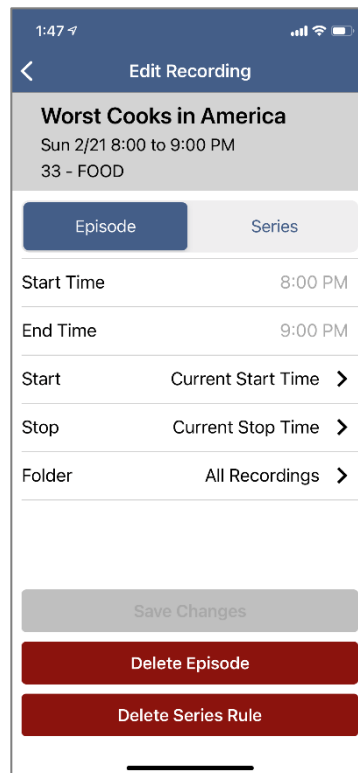 1:47
Edit Recording
Worst Cooks in America
Sun 2/21 8:00 to 9:00 PM
33 - FOOD
Episode Series
Start Time 8:00 PM
End Time 9:00 PM
Start Current Start Time
Stop Current Stop Time
Folder All Recordings
Save Changes
Delete Episode
Delete Series Rule